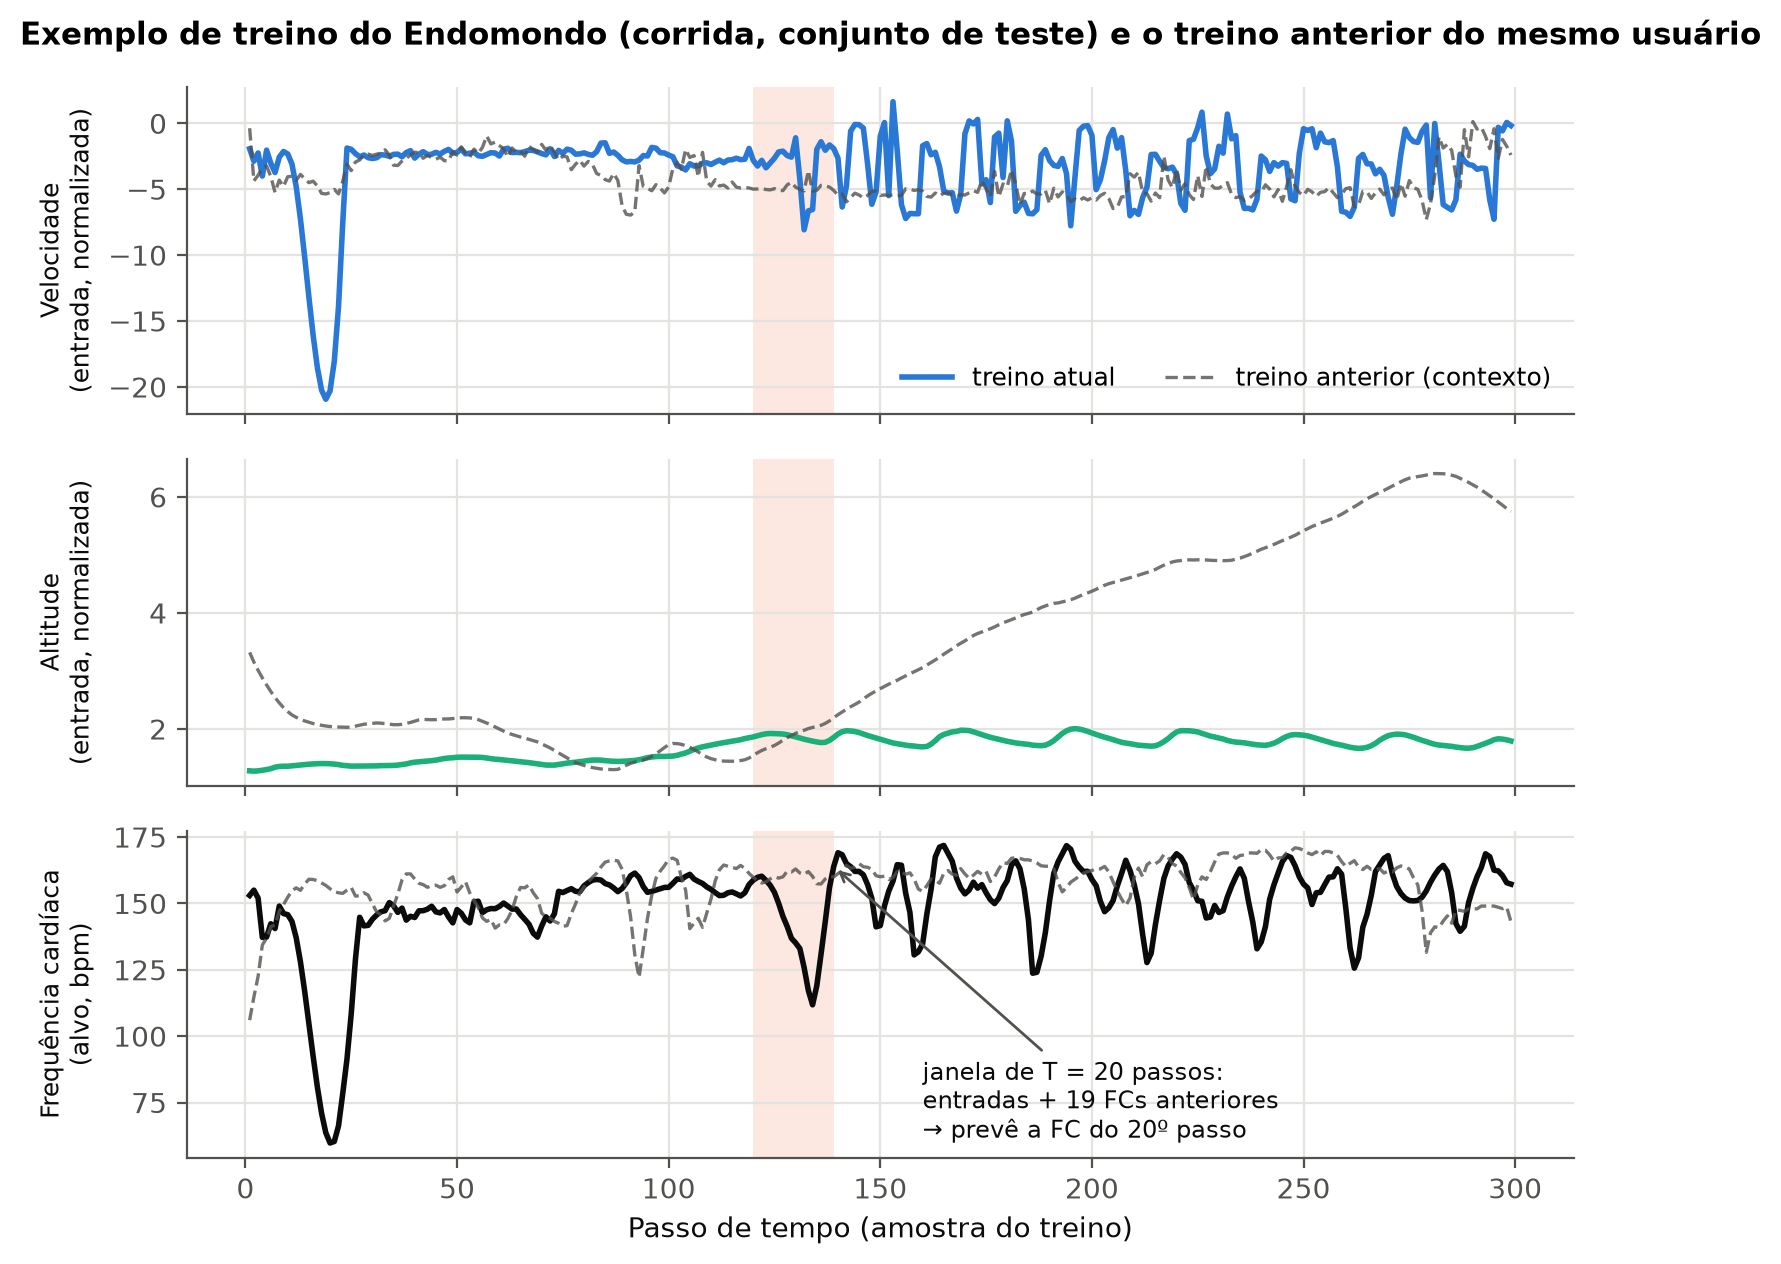 Exemplo de treino do Endomondo (corrida, conjunto de teste) e o treino anterior do mesmo usuário
Velocidade
(entrada, normalizada)
0
−5
−10
−15
−20
treino atual
treino anterior (contexto)
Altitude
(entrada, normalizada)
6
4
2
Frequência cardíaca
(alvo, bpm)
175
150
125
100
75
janela de T = 20 passos:
entradas + 19 FCs anteriores
→ prevê a FC do 20º passo
0
50
100
150
200
250
300
Passo de tempo (amostra do treino)